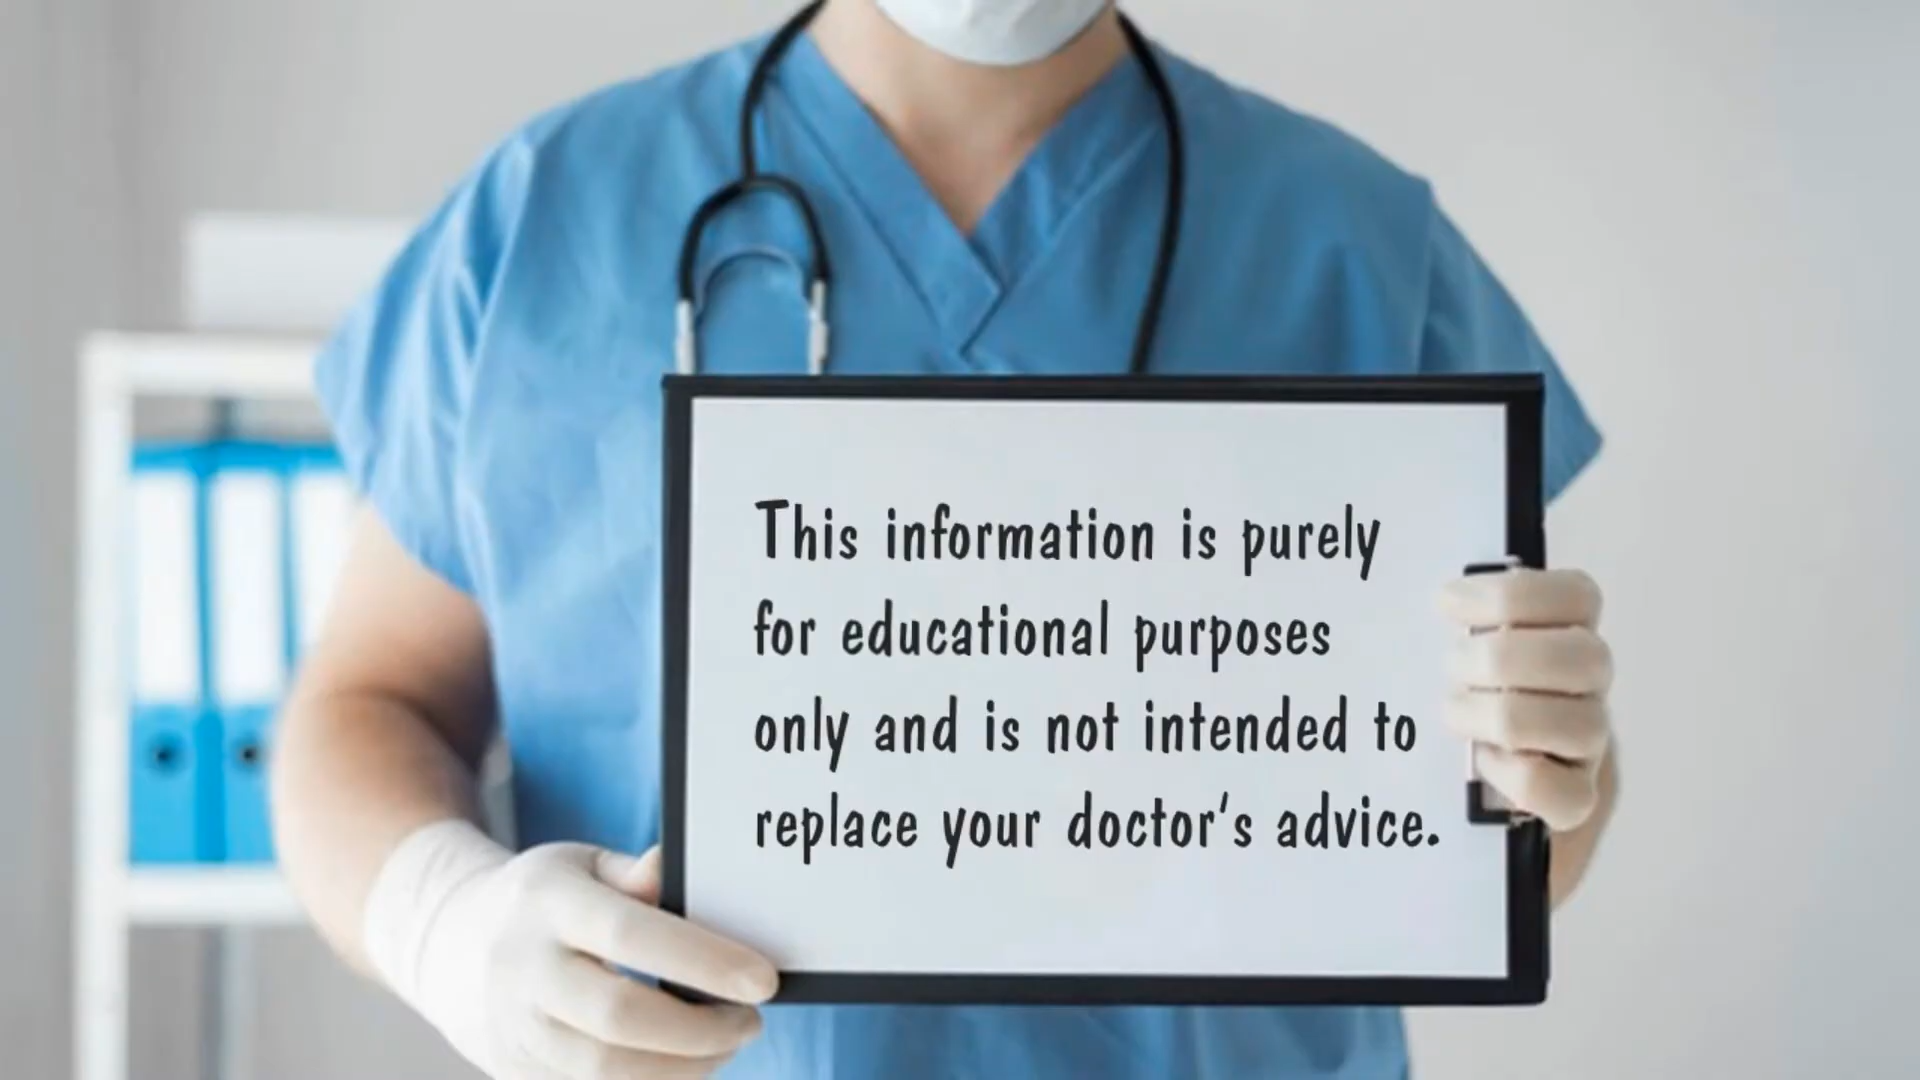 This information is purely
for educational purposes
only and is not intended to
replace your doctor's advice.